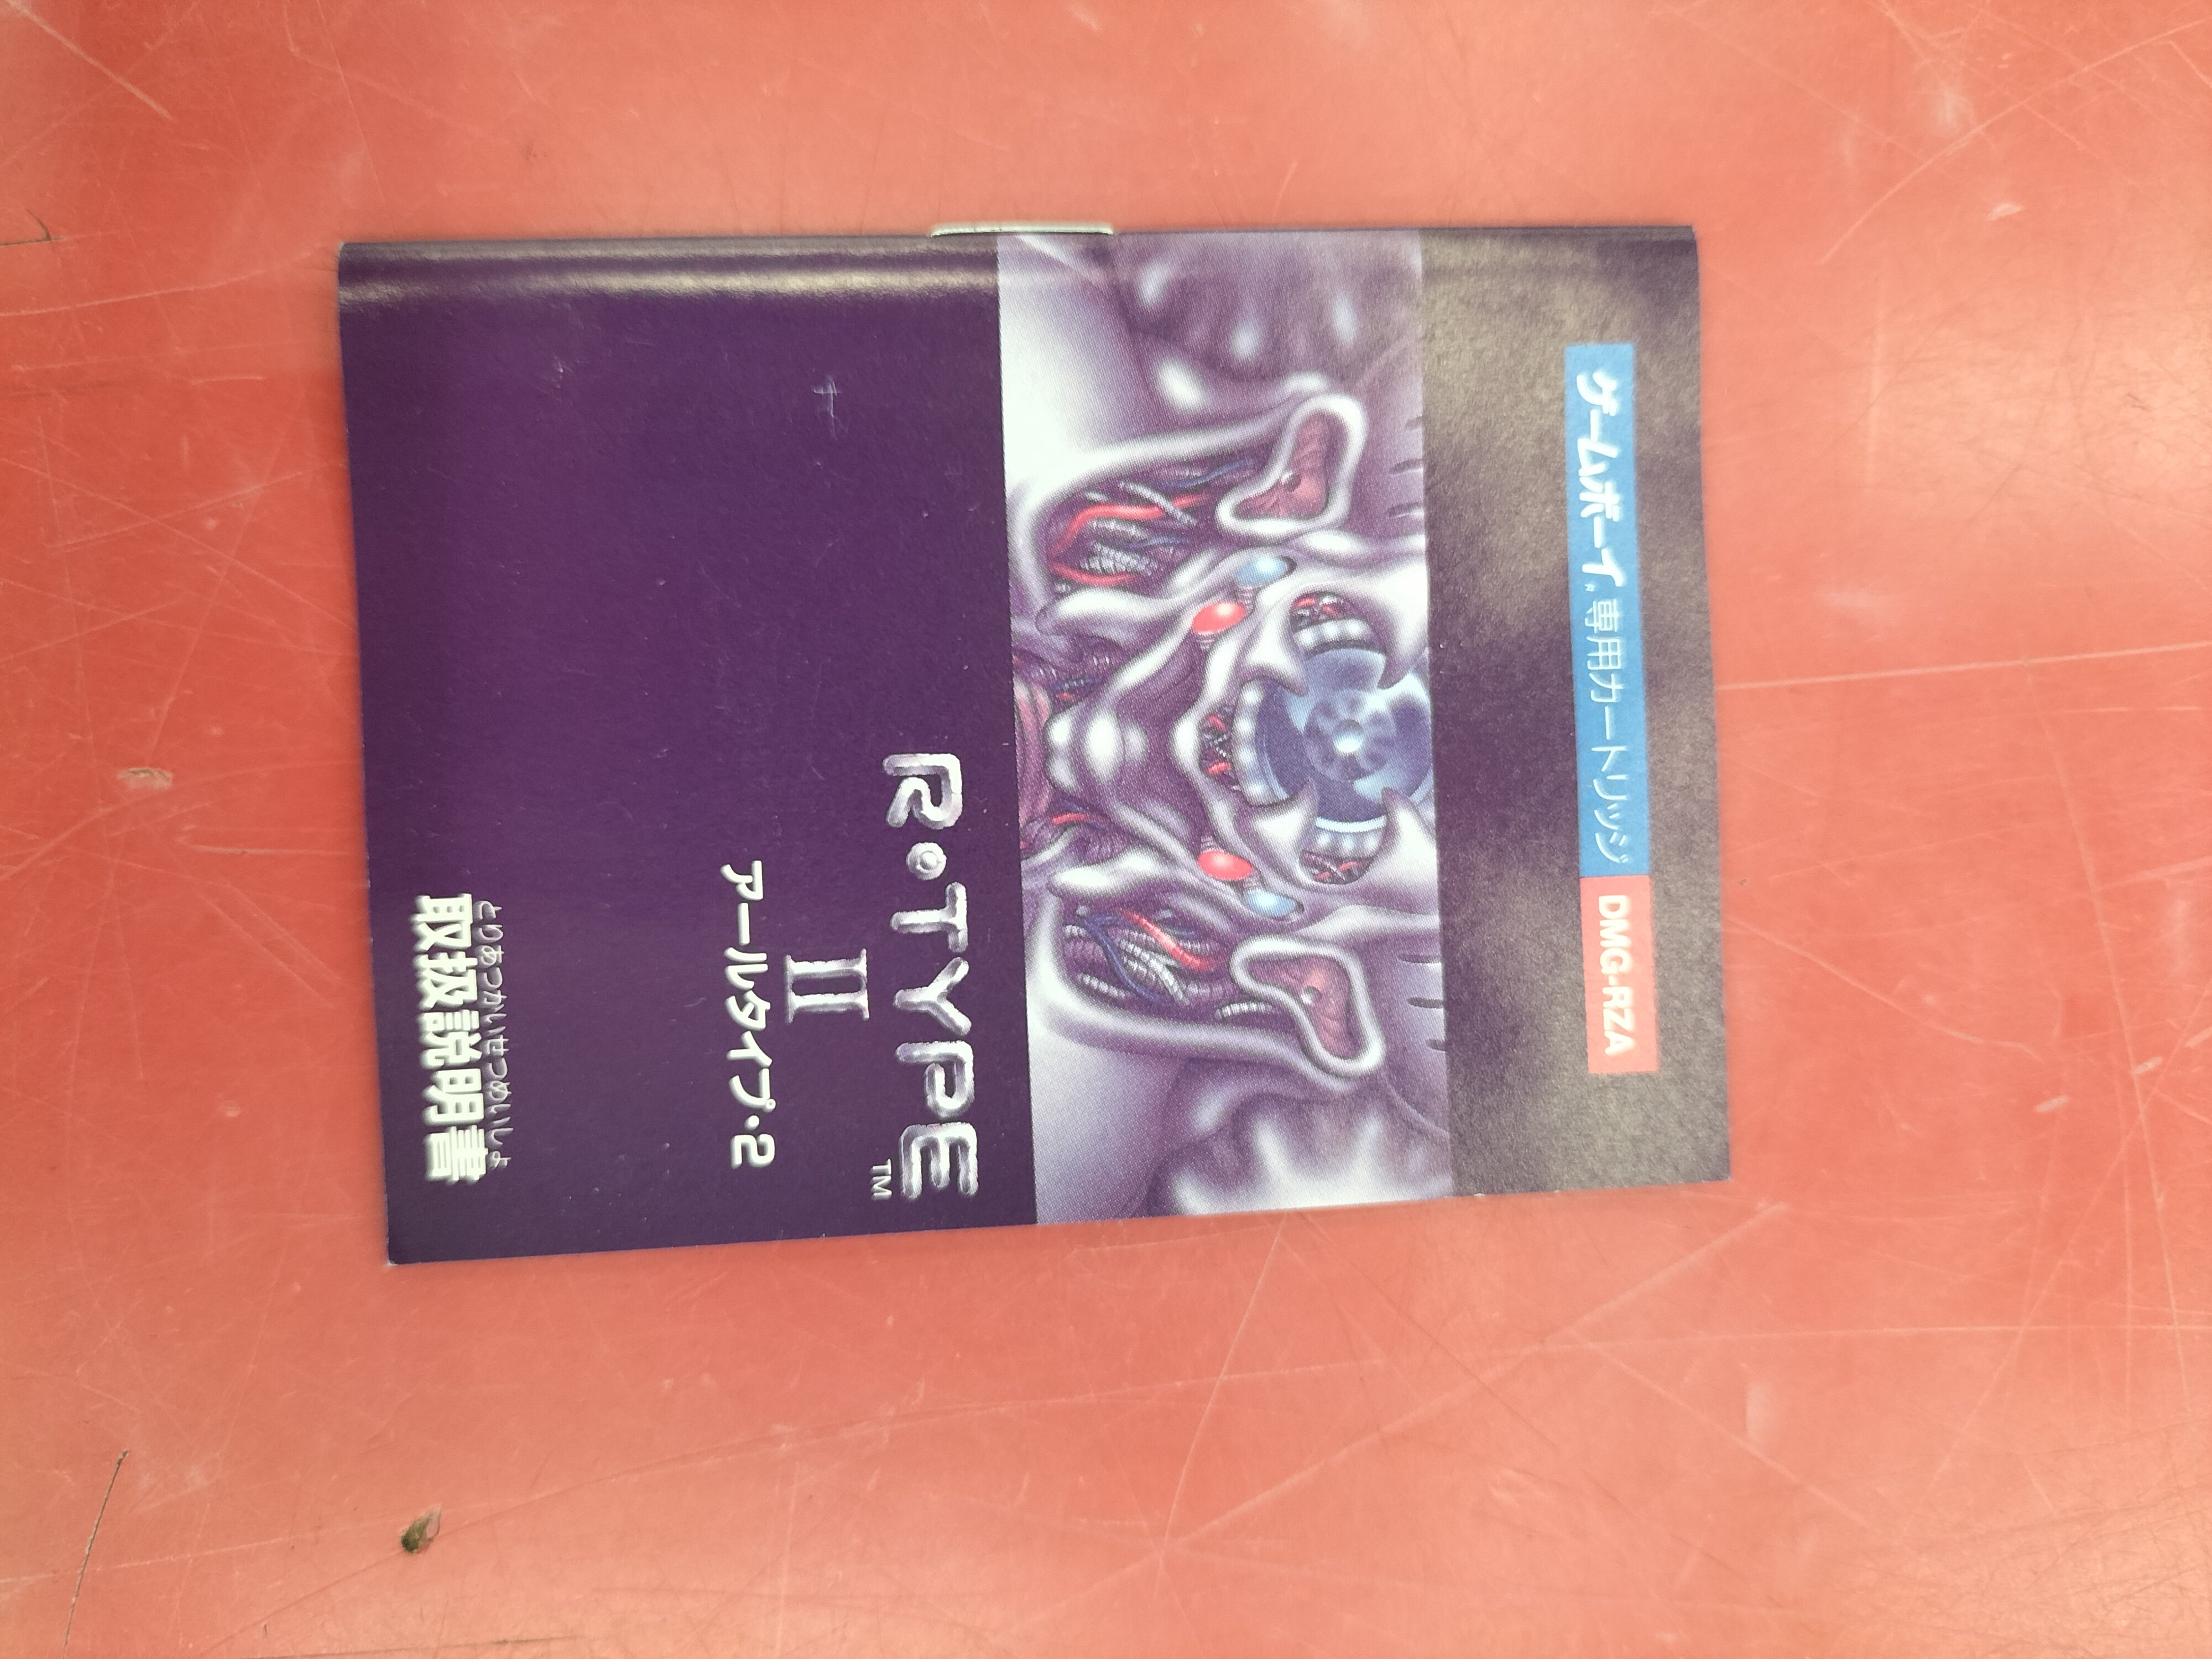 ゲームボーイ®専用カートリッジ DMG-RZA
R・TYPE
TM
II
アールタイプ・2
とりあつかいせつめいしょ
取扱説明書